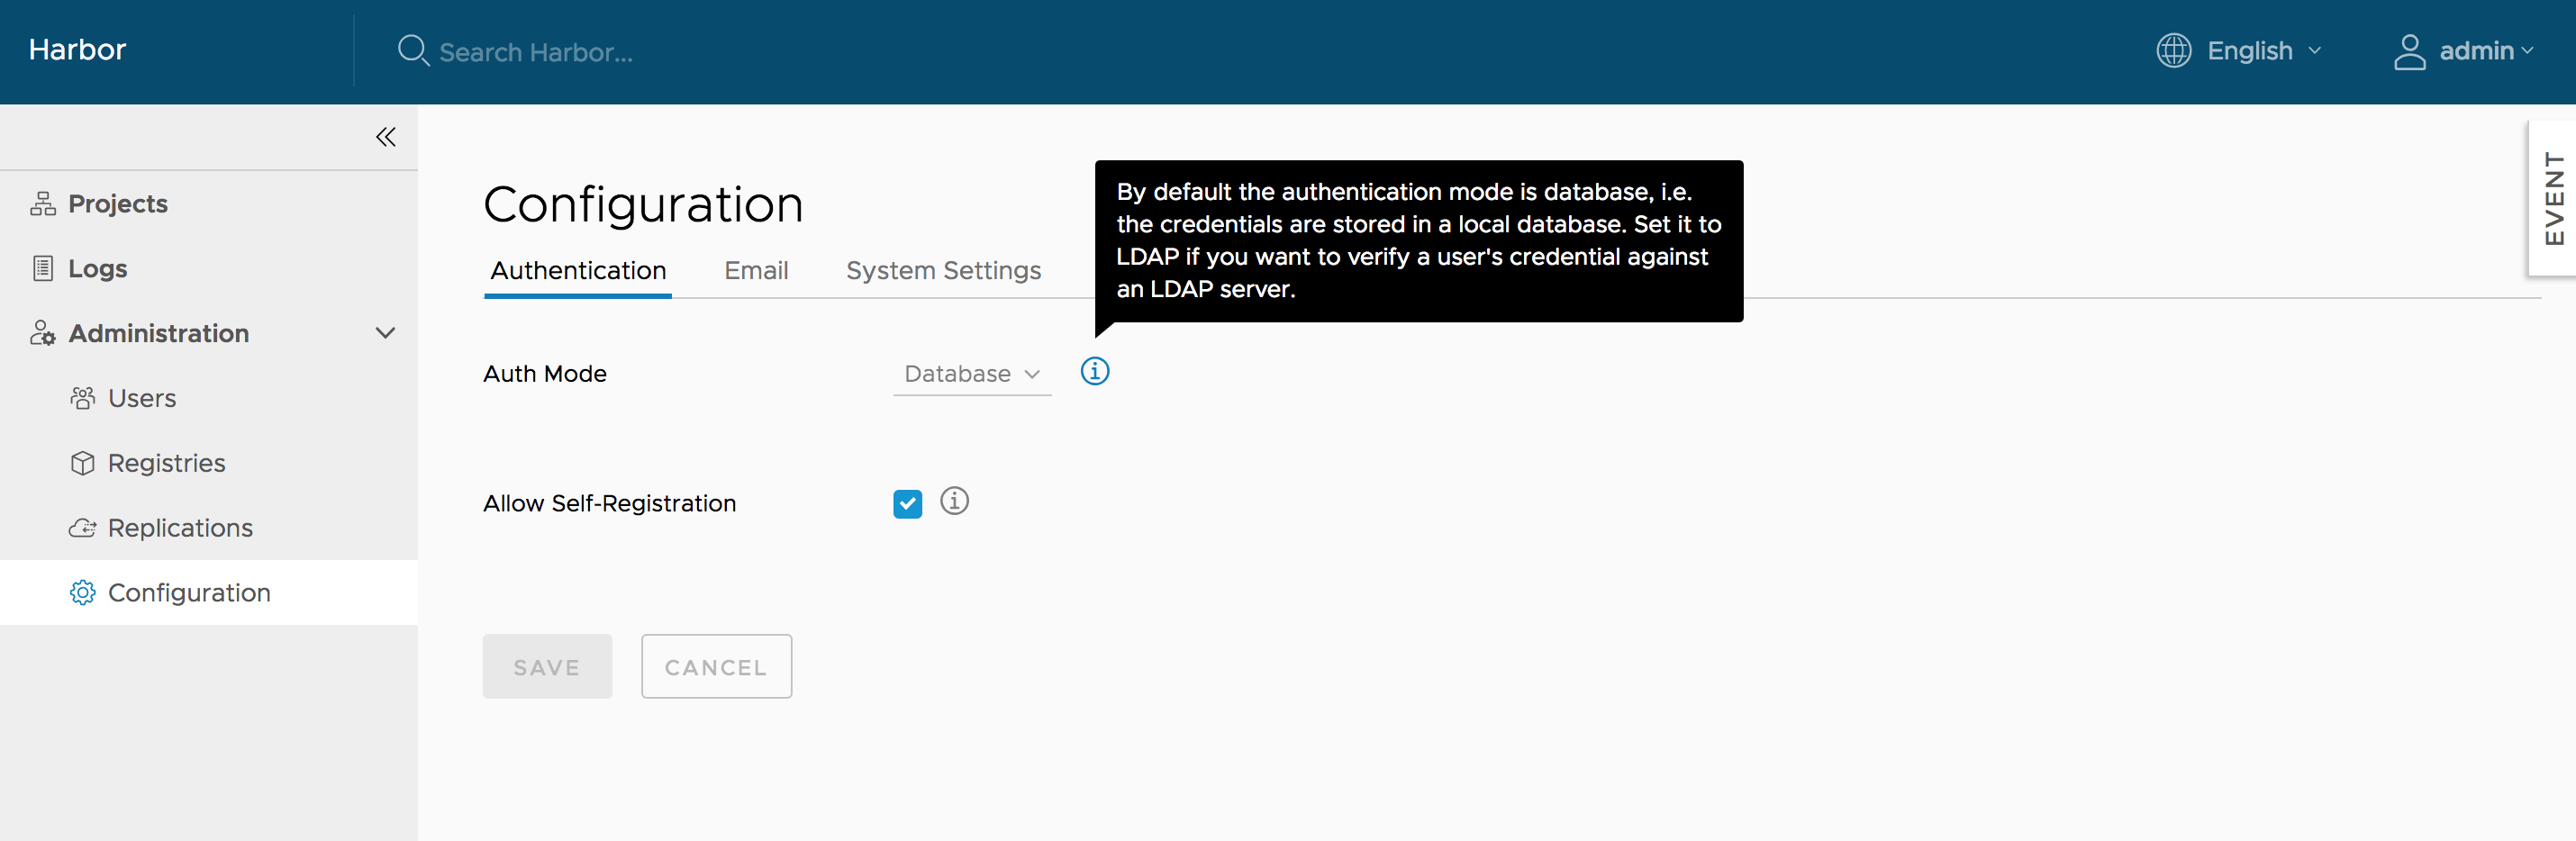 Harbor
Search Harbor...
English
admin
EVENT
Projects
Logs
Administration
Users
Registries
Replications
Configuration
Configuration
Authentication
Email
System Settings
By default the authentication mode is database, i.e.
the credentials are stored in a local database. Set it to
LDAP if you want to verify a user's credential against
an LDAP server.
Auth Mode
Database
Allow Self-Registration
SAVE
CANCEL